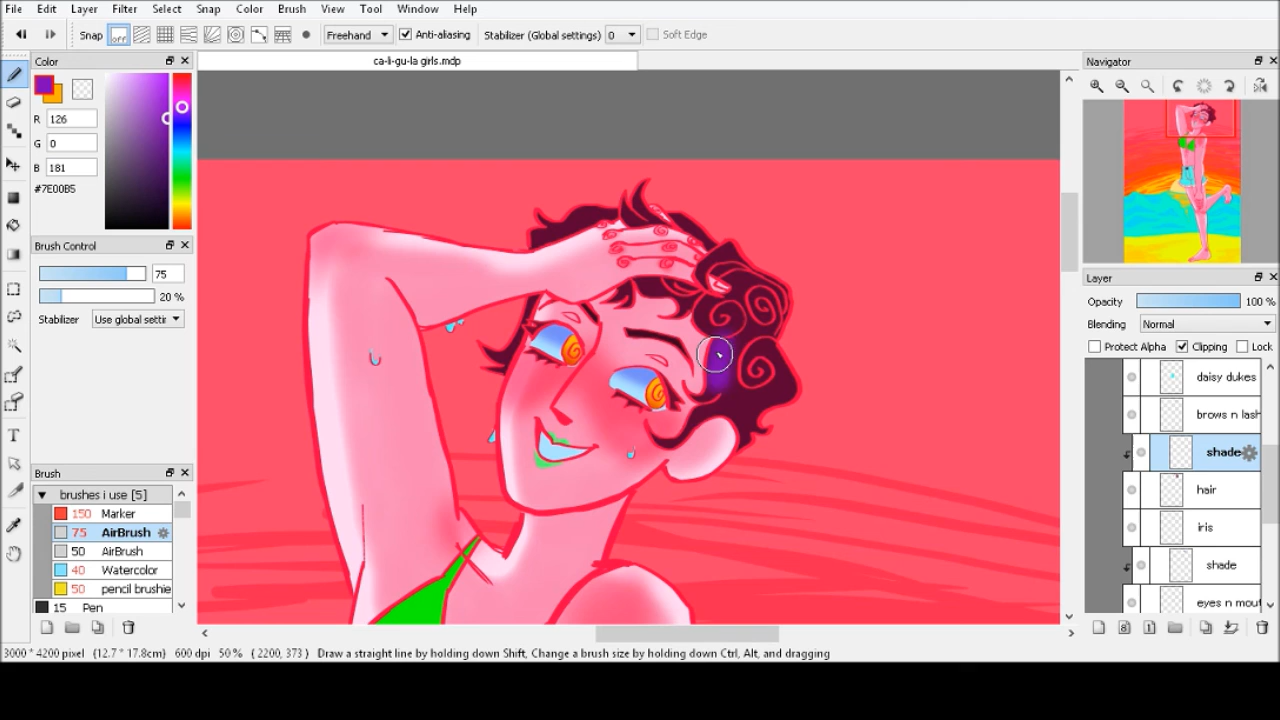 File Edit Layer Filter Select Snap Color Brush View Tool Window Help
Snap off Freehand Anti-aliasing Stabilizer (Global settings) 0 Soft Edge
Color
ca-li-gu-la girls.mdp
Navigator
R 126
G 0
B 181
#7E00B5
Brush Control
75
20 %
Stabilizer Use global settir
Brush
brushes i use [5]
150 Marker
75 AirBrush
50 AirBrush
40 Watercolor
50 pencil brushie
15 Pen
Layer
Opacity 100 %
Blending Normal
Protect Alpha Clipping Lock
daisy dukes
brows n lash
shade
hair
iris
shade
eyes n mout
3000 * 4200 pixel (12.7 * 17.8cm) 600 dpi 50 % ( 2200, 373 ) Draw a straight line by holding down Shift, Change a brush size by holding down Ctrl, Alt, and dragging